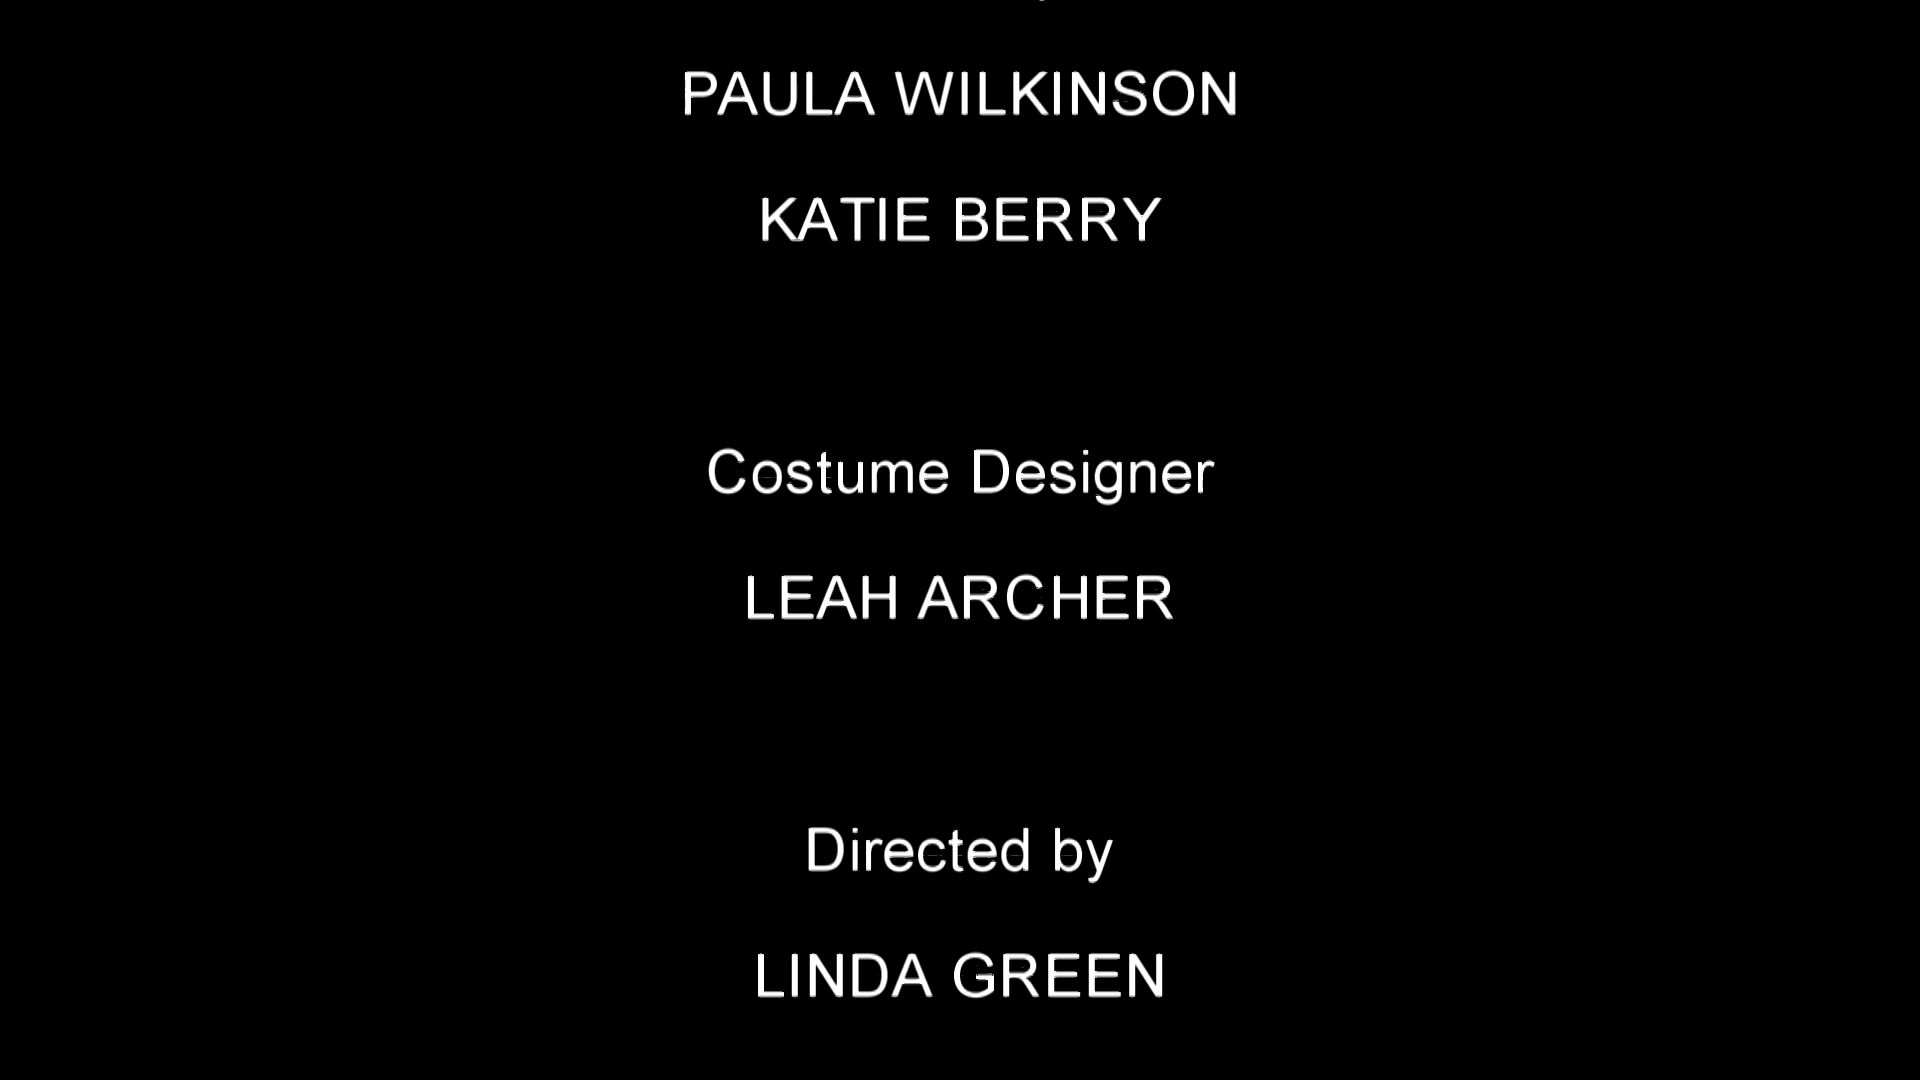 PAULA WILKINSON
KATIE BERRY
Costume Designer
LEAH ARCHER
Directed by
LINDA GREEN